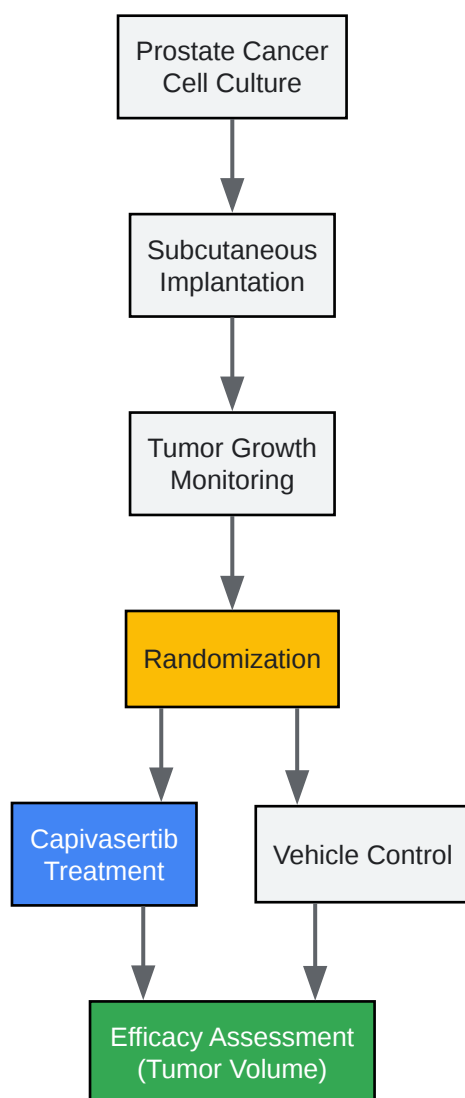 Prostate Cancer
Cell Culture
Subcutaneous
Implantation
Tumor Growth
Monitoring
Randomization
Capivasertib
Treatment
Vehicle Control
Efficacy Assessment
(Tumor Volume)